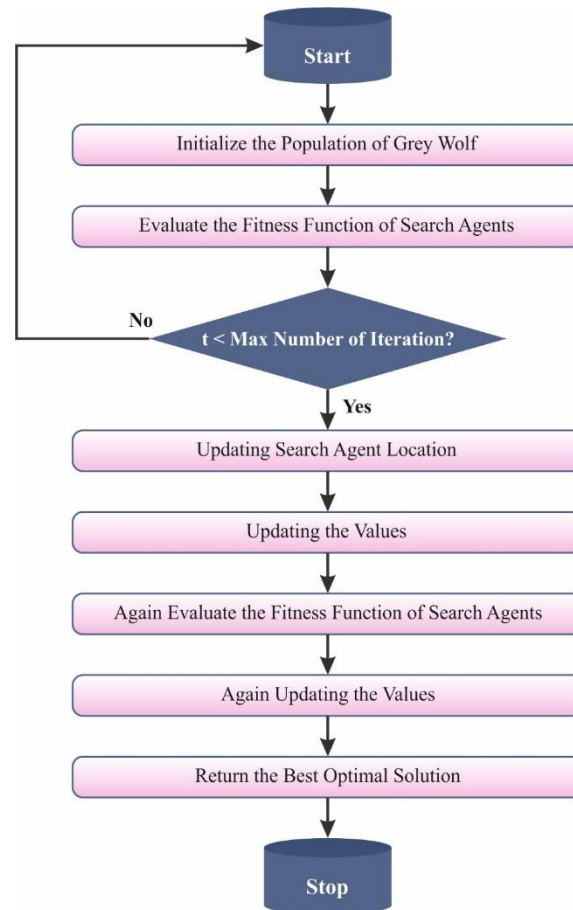 Start
Initialize the Population of Grey Wolf
Evaluate the Fitness Function of Search Agents
No
t < Max Number of Iteration?
Yes
Updating Search Agent Location
Updating the Values
Again Evaluate the Fitness Function of Search Agents
Again Updating the Values
Return the Best Optimal Solution
Stop